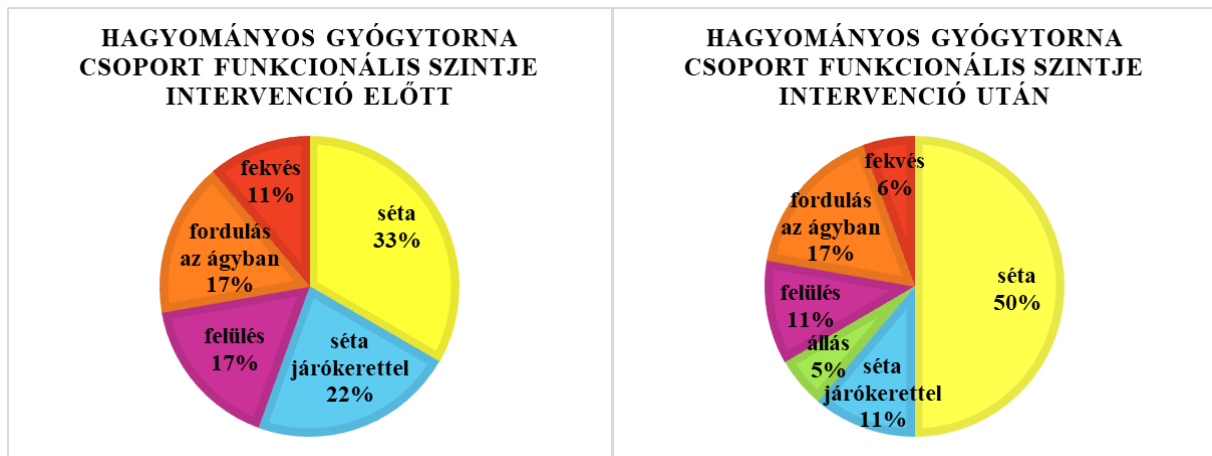 HAGYOMÁNYOS GYÓGYTORNA
CSOPORT FUNKCIONÁLIS SZINTJE
INTERVENCIÓ ELŐTT
fekvés
11%
séta
33%
fordulás
az ágyban
17%
felülés
17%
séta
járókerettel
22%
HAGYOMÁNYOS GYÓGYTORNA
CSOPORT FUNKCIONÁLIS SZINTJE
INTERVENCIÓ UTÁN
fekvés
6%
fordulás
az ágyban
17%
séta
50%
felülés
11%
állás
5%
séta
járókerettel
11%